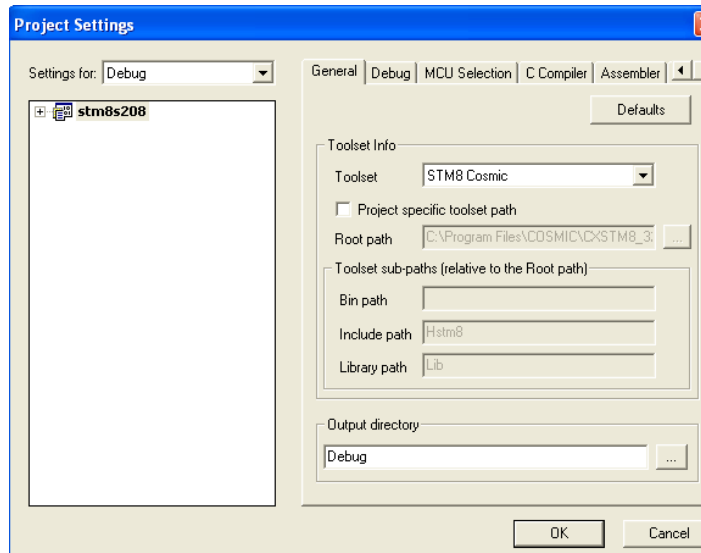 Project Settings
Settings for: Debug
General Debug MCU Selection C Compiler Assembler
stm8s208
Defaults
Toolset Info
Toolset STM8 Cosmic
Project specific toolset path
Root path C:\Program Files\COSMIC\CXSTM8_32 ...
Toolset sub-paths (relative to the Root path)
Bin path
Include path Hstm8
Library path Lib
Output directory
Debug ...
OK Cancel